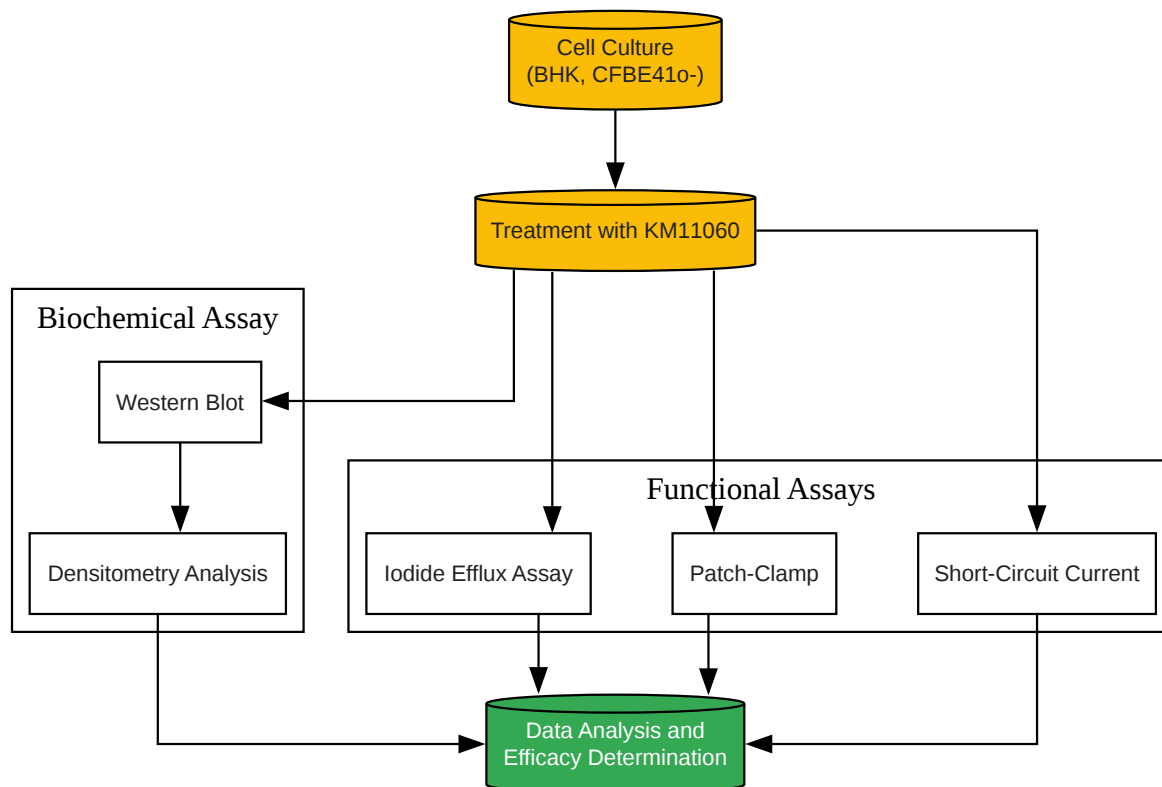 Cell Culture
(BHK, CFBE41o-)
Treatment with KM11060
Biochemical Assay
Western Blot
Functional Assays
Densitometry Analysis
Iodide Efflux Assay
Patch-Clamp
Short-Circuit Current
Data Analysis and
Efficacy Determination